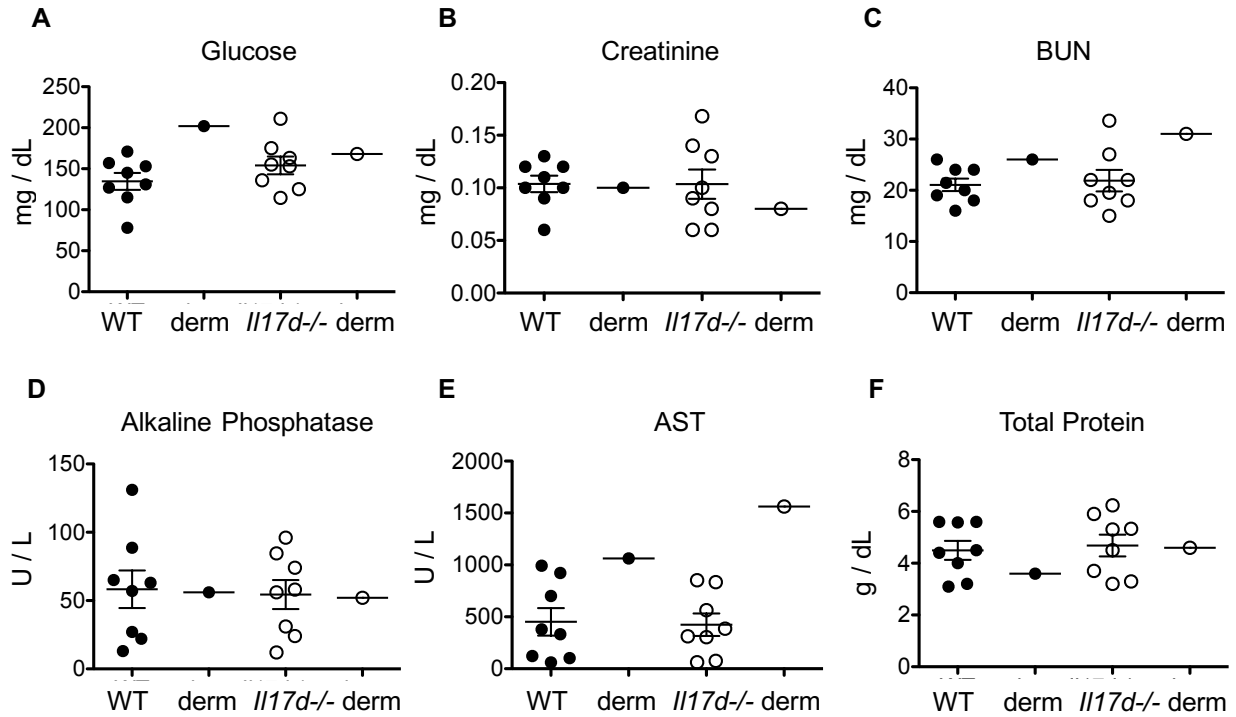 A
Glucose
250
200
150
100
50
0
mg / dL
WT derm Il17d-/- derm
B
Creatinine
0.20
0.15
0.10
0.05
0.00
mg / dL
WT derm Il17d-/- derm
C
BUN
40
30
20
10
0
mg / dL
WT derm Il17d-/- derm
D
Alkaline Phosphatase
150
100
50
0
U / L
WT derm Il17d-/- derm
E
AST
2000
1500
1000
500
0
U / L
WT derm Il17d-/- derm
F
Total Protein
8
6
4
2
0
g / dL
WT derm Il17d-/- derm